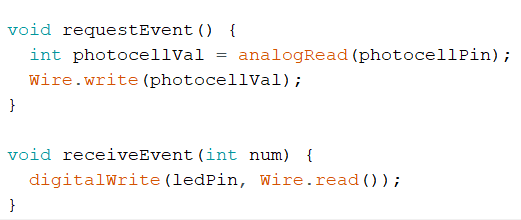 void requestEvent() {
  int photocellVal = analogRead(photocellPin);
  Wire.write(photocellVal);
}

void receiveEvent(int num) {
  digitalWrite(ledPin, Wire.read());
}